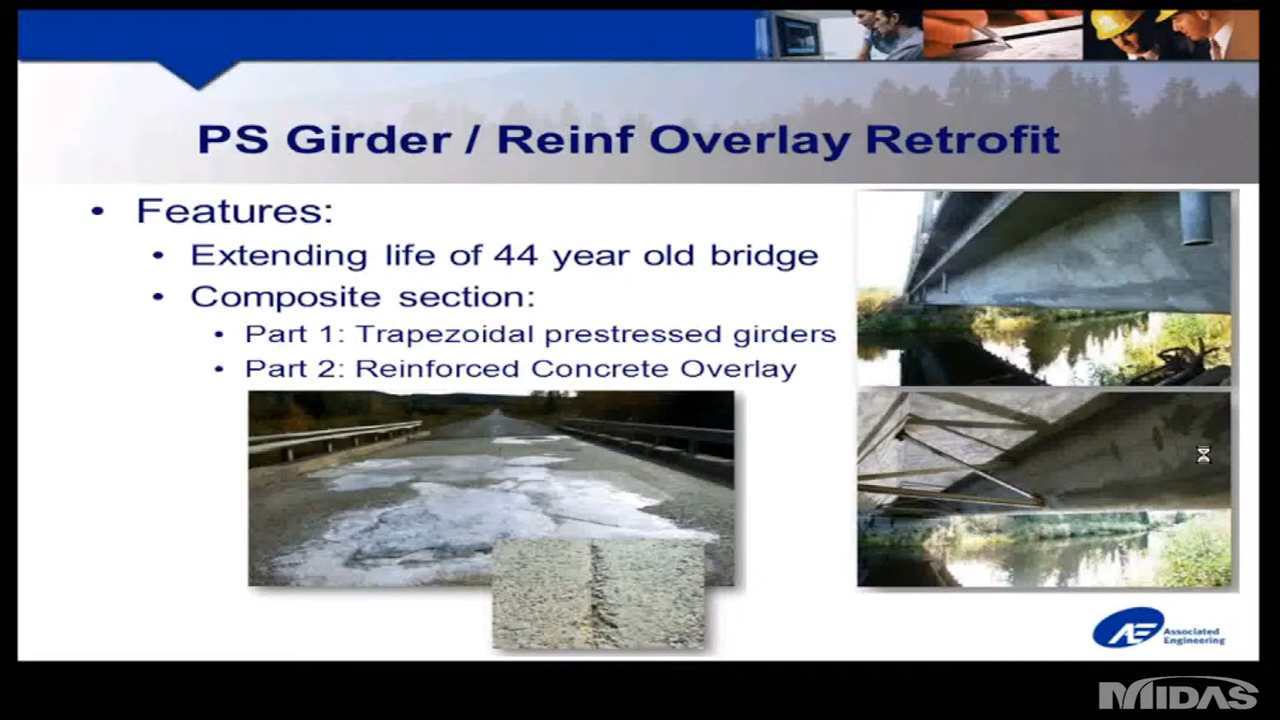 PS Girder / Reinf Overlay Retrofit
• Features:
• Extending life of 44 year old bridge
• Composite section:
• Part 1: Trapezoidal prestressed girders
• Part 2: Reinforced Concrete Overlay
AE Associated
Engineering
MIDAS